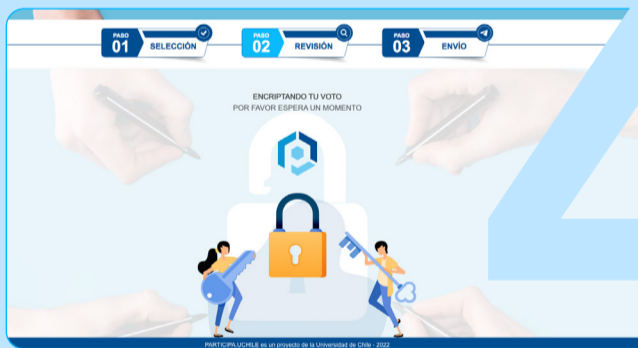 PASO
01
SELECCIÓN
PASO
02
REVISIÓN
PASO
03
ENVÍO
ENCRIPTANDO TU VOTO
POR FAVOR ESPERA UN MOMENTO
PARTICIPA.UCHILE es un proyecto de la Universidad de Chile - 2022